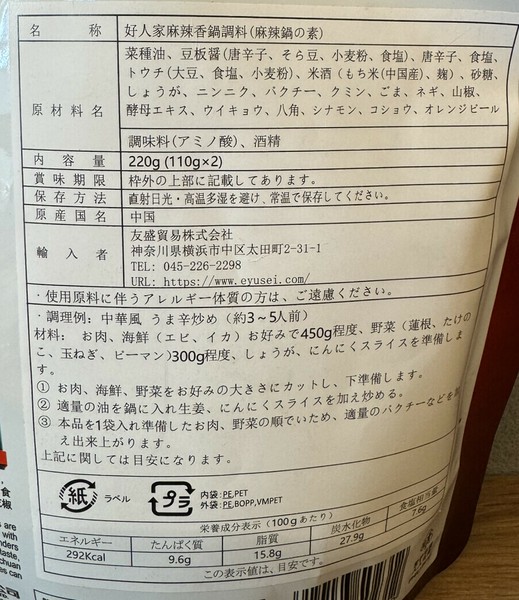 名 称 好人家麻辣香鍋調料(麻辣鍋の素)
原材料名 菜種油、豆板醤(唐辛子、そら豆、小麦粉、食塩)、唐辛子、食塩、
トウチ(大豆、食塩、小麦粉)、米酒(もち米(中国産)、麹)、砂糖、
しょうが、ニンニク、パクチー、クミン、ごま、ネギ、山椒、
酵母エキス、ウイキョウ、八角、シナモン、コショウ、オレンジピール
調味料(アミノ酸)、酒精
内容量 220g (110g×2)
賞味期限 枠外の上部に記載してあります。
保存方法 直射日光・高温多湿を避け、常温で保存してください。
原産国名 中国
輸入者 友盛貿易株式会社
神奈川県横浜市中区太田町2-31-1
TEL: 045-226-2298
URL: https://www.eyusei.com/
・使用原料に伴うアレルギー体質の方は、ご遠慮ください。
・調理例: 中華風 うま辛炒め (約3～5人前)
材料: お肉、海鮮(エビ、イカ)お好みで450g程度、野菜(蓮根、たけの
こ、玉ねぎ、ピーマン)300g程度、しょうが、にんにくスライスを準備しま
す。
① お肉、海鮮、野菜をお好みの大きさにカットし、下準備します。
② 適量の油を鍋に入れ生姜、にんにくスライスを加え炒める。
③ 本品を1袋入れ準備したお肉、野菜の順でいため、適量のパクチーなどを
え出来上がります。
上記に関しては目安になります。
紙 ラベル
プラ 内袋:PE,PET
外袋:PE,BOPP,VMPET
栄養成分表示 (100gあたり)
エネルギー たんぱく質 脂質 炭水化物 食塩相当量
292Kcal 9.6g 15.8g 27.9g 7.6g
この表示値は、目安です。
食
花椒
are
with
nders
taste,
chuan
es can